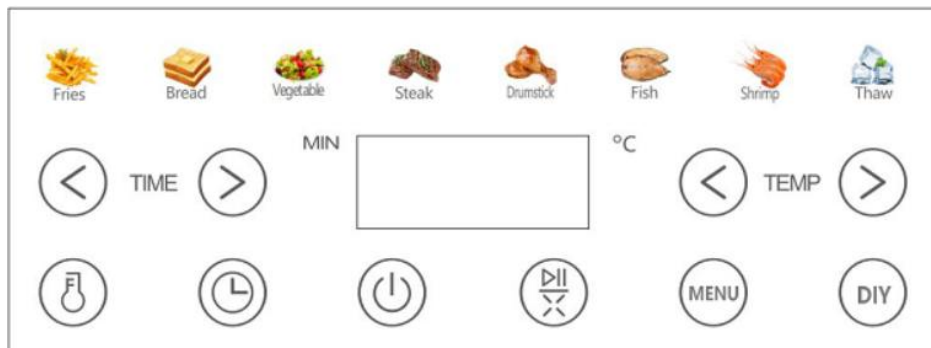 Fries Bread Vegetable Steak Drumstick Fish Shrimp Thaw
MIN °C
< TIME > < TEMP >
F MENU DIY